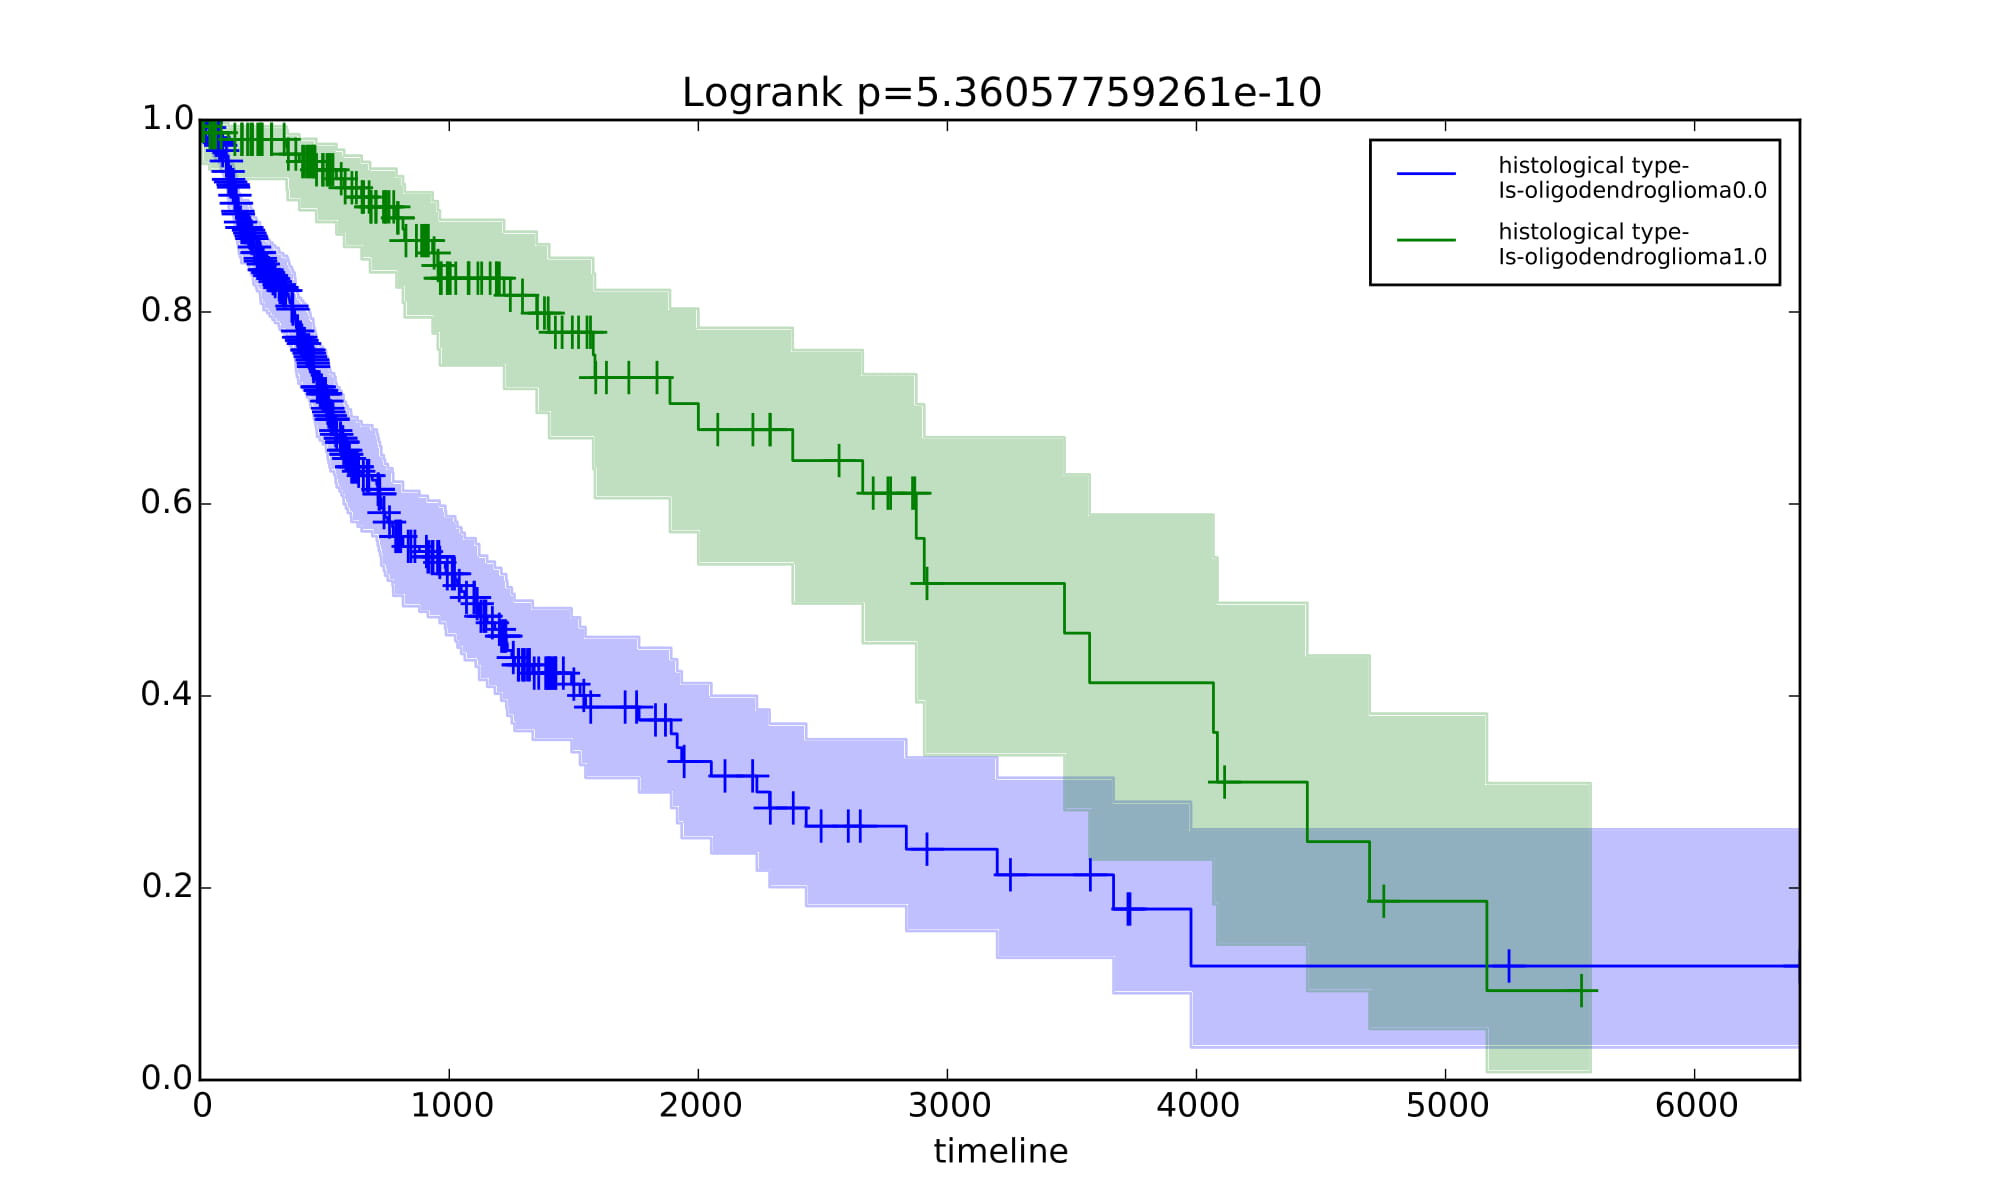 Logrank p=5.36057759261e-10
1.0
0.8
0.6
0.4
0.2
0.0
histological type-
Is-oligodendroglioma0.0
histological type-
Is-oligodendroglioma1.0
0 1000 2000 3000 4000 5000 6000
timeline